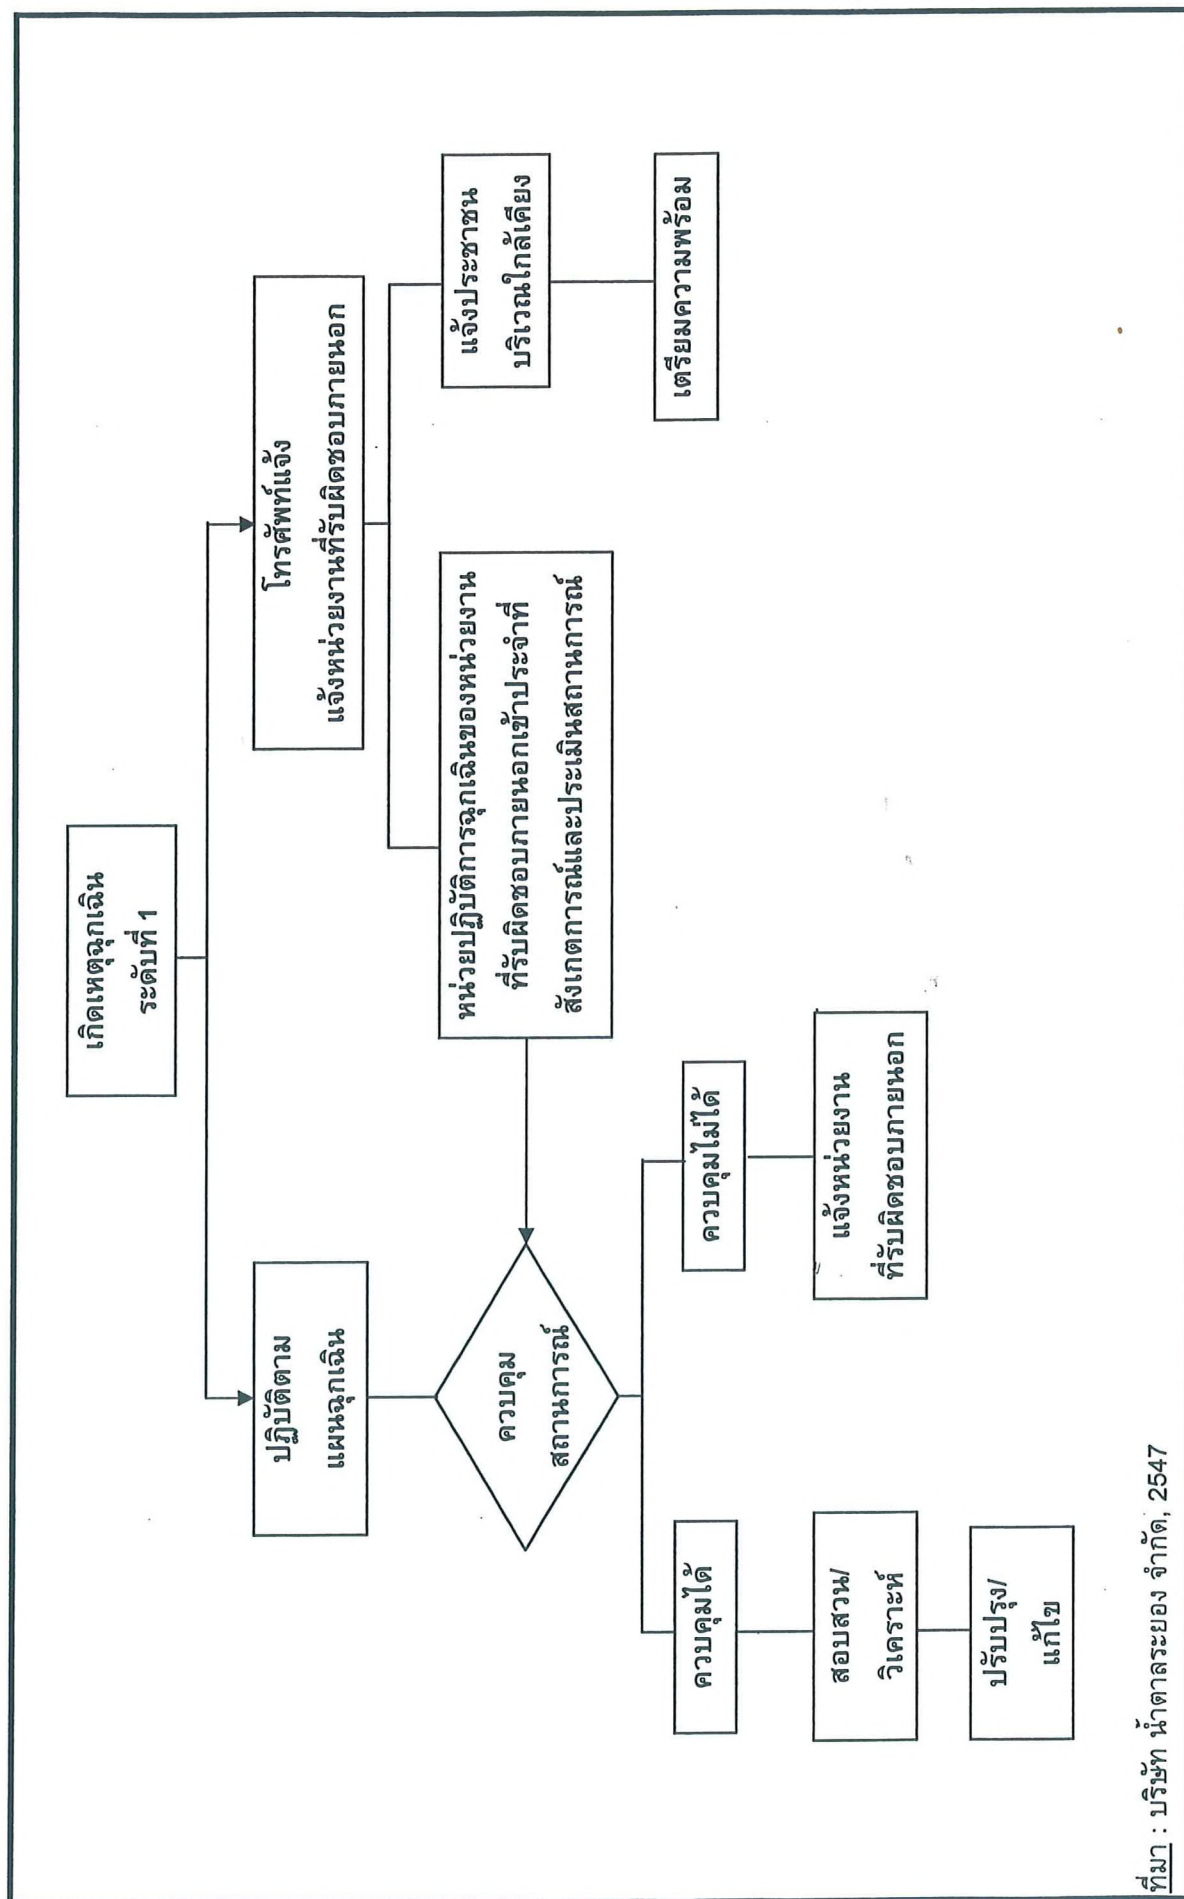 เกิดเหตุฉุกเฉิน
ระดับที่ 1
ปฏิบัติตาม
แผนฉุกเฉิน
โทรศัพท์แจ้ง
แจ้งหน่วยงานที่รับผิดชอบภายนอก
ควบคุม
สถานการณ์
หน่วยปฏิบัติการฉุกเฉินของหน่วยงาน
ที่รับผิดชอบภายนอกเข้าประจำที่
สังเกตการณ์และประเมินสถานการณ์
แจ้งประชาชน
บริเวณใกล้เคียง
ควบคุมได้
ควบคุมไม่ได้
เตรียมความพร้อม
สอบสวน/
วิเคราะห์
แจ้งหน่วยงาน
ที่รับผิดชอบภายนอก
ปรับปรุง/
แก้ไข
ที่มา : บริษัท น้ำตาลระยอง จำกัด, 2547